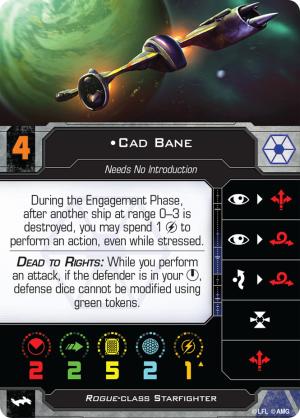 4
•Cad Bane
Needs No Introduction
During the Engagement Phase,
after another ship at range 0–3 is
destroyed, you may spend 1 to
perform an action, even while stressed.
Dead to Rights: While you perform
an attack, if the defender is in your ,
defense dice cannot be modified using
green tokens.
2 2 5 2 1
Rogue-class Starfighter
©LFL ©AMG